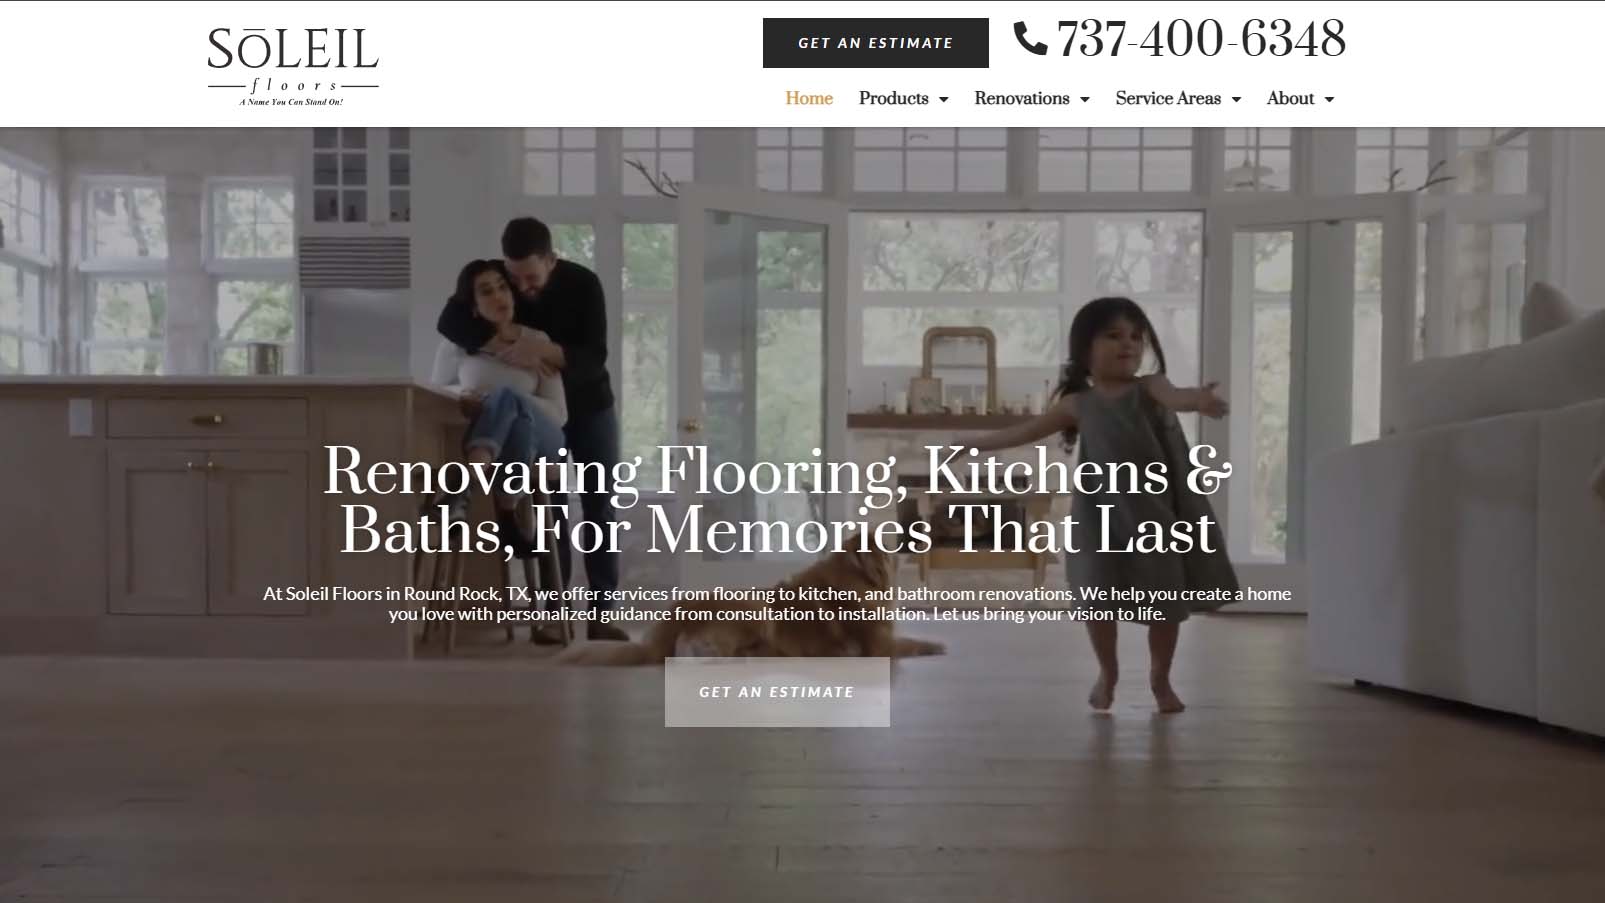 SōLEIL
floors
A Name You Can Stand On!
GET AN ESTIMATE
737-400-6348
Home
Products
Renovations
Service Areas
About
Renovating Flooring, Kitchens &
Baths, For Memories That Last
At Soleil Floors in Round Rock, TX, we offer services from flooring to kitchen, and bathroom renovations. We help you create a home
you love with personalized guidance from consultation to installation. Let us bring your vision to life.
GET AN ESTIMATE